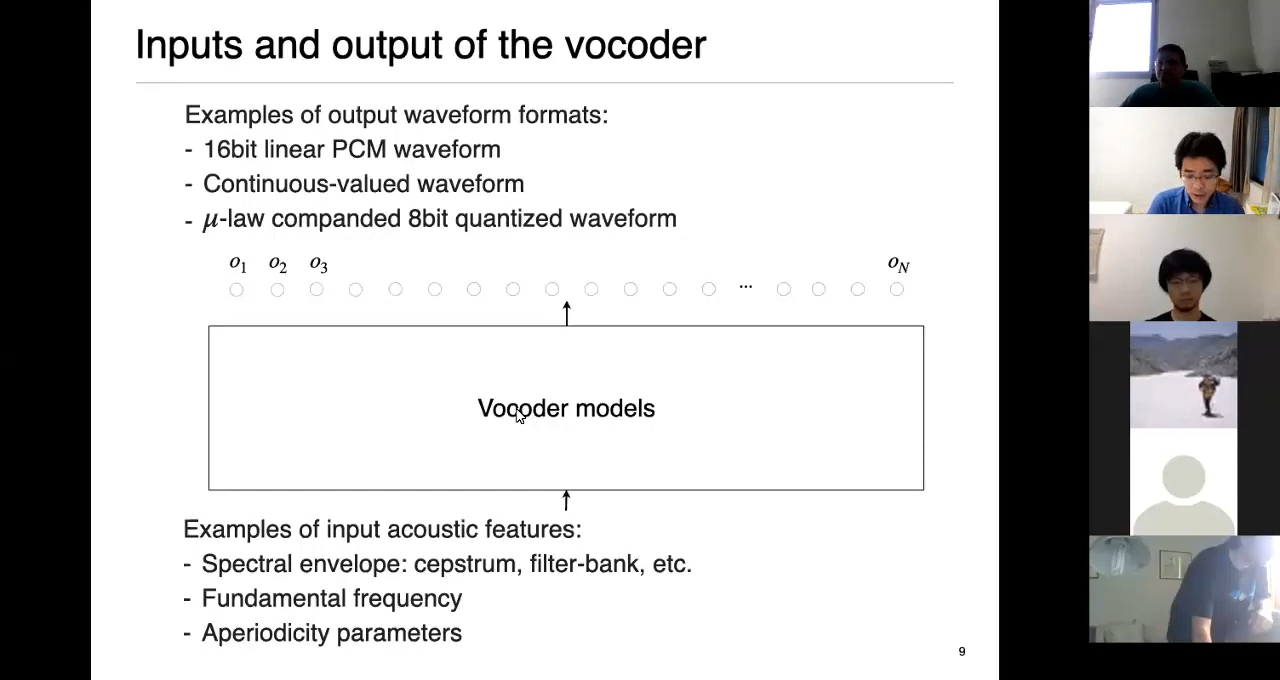 Inputs and output of the vocoder
Examples of output waveform formats:
- 16bit linear PCM waveform
- Continuous-valued waveform
- μ-law companded 8bit quantized waveform
o1 o2 o3 oN
...
Vocoder models
Examples of input acoustic features:
- Spectral envelope: cepstrum, filter-bank, etc.
- Fundamental frequency
- Aperiodicity parameters
9